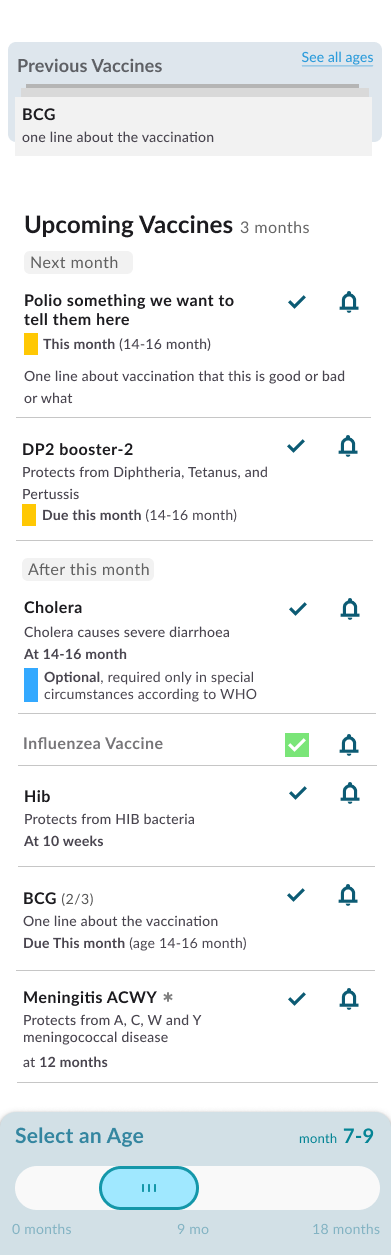 Previous Vaccines
See all ages
BCG
one line about the vaccination
Upcoming Vaccines 3 months
Next month
Polio something we want to
tell them here
This month (14-16 month)
One line about vaccination that this is good or bad
or what
DP2 booster-2
Protects from Diphtheria, Tetanus, and
Pertussis
Due this month (14-16 month)
After this month
Cholera
Cholera causes severe diarrhoea
At 14-16 month
Optional, required only in special
circumstances according to WHO
Influenzea Vaccine
Hib
Protects from HIB bacteria
At 10 weeks
BCG (2/3)
One line about the vaccination
Due This month (age 14-16 month)
Meningitis ACWY *
Protects from A, C, W and Y
meningococcal disease
at 12 months
Select an Age
month 7-9
0 months
9 mo
18 months